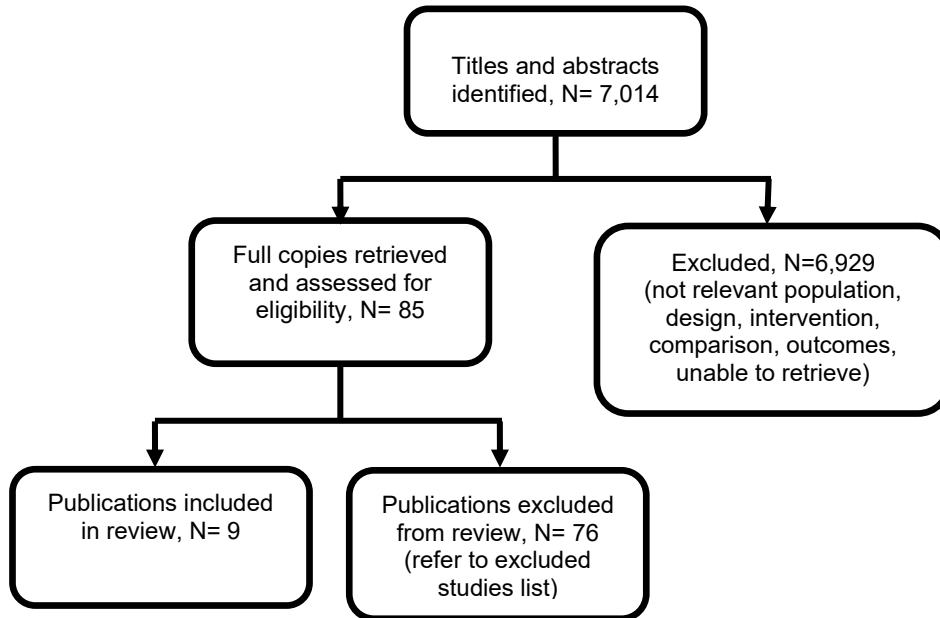 Titles and abstracts
identified, N= 7,014
Full copies retrieved
and assessed for
eligibility, N= 85
Excluded, N=6,929
(not relevant population,
design, intervention,
comparison, outcomes,
unable to retrieve)
Publications included
in review, N= 9
Publications excluded
from review, N= 76
(refer to excluded
studies list)